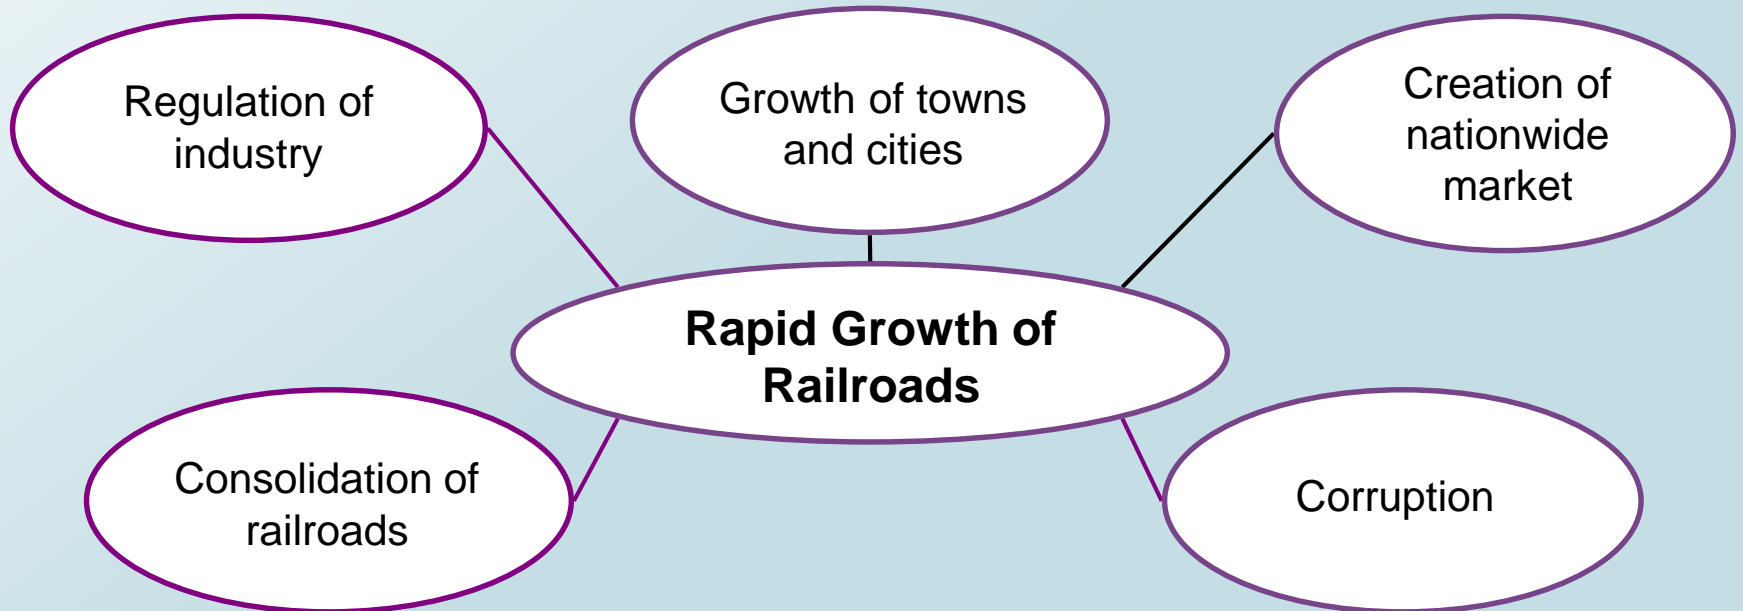 Regulation of
industry
Growth of towns
and cities
Creation of
nationwide
market
Rapid Growth of
Railroads
Consolidation of
railroads
Corruption